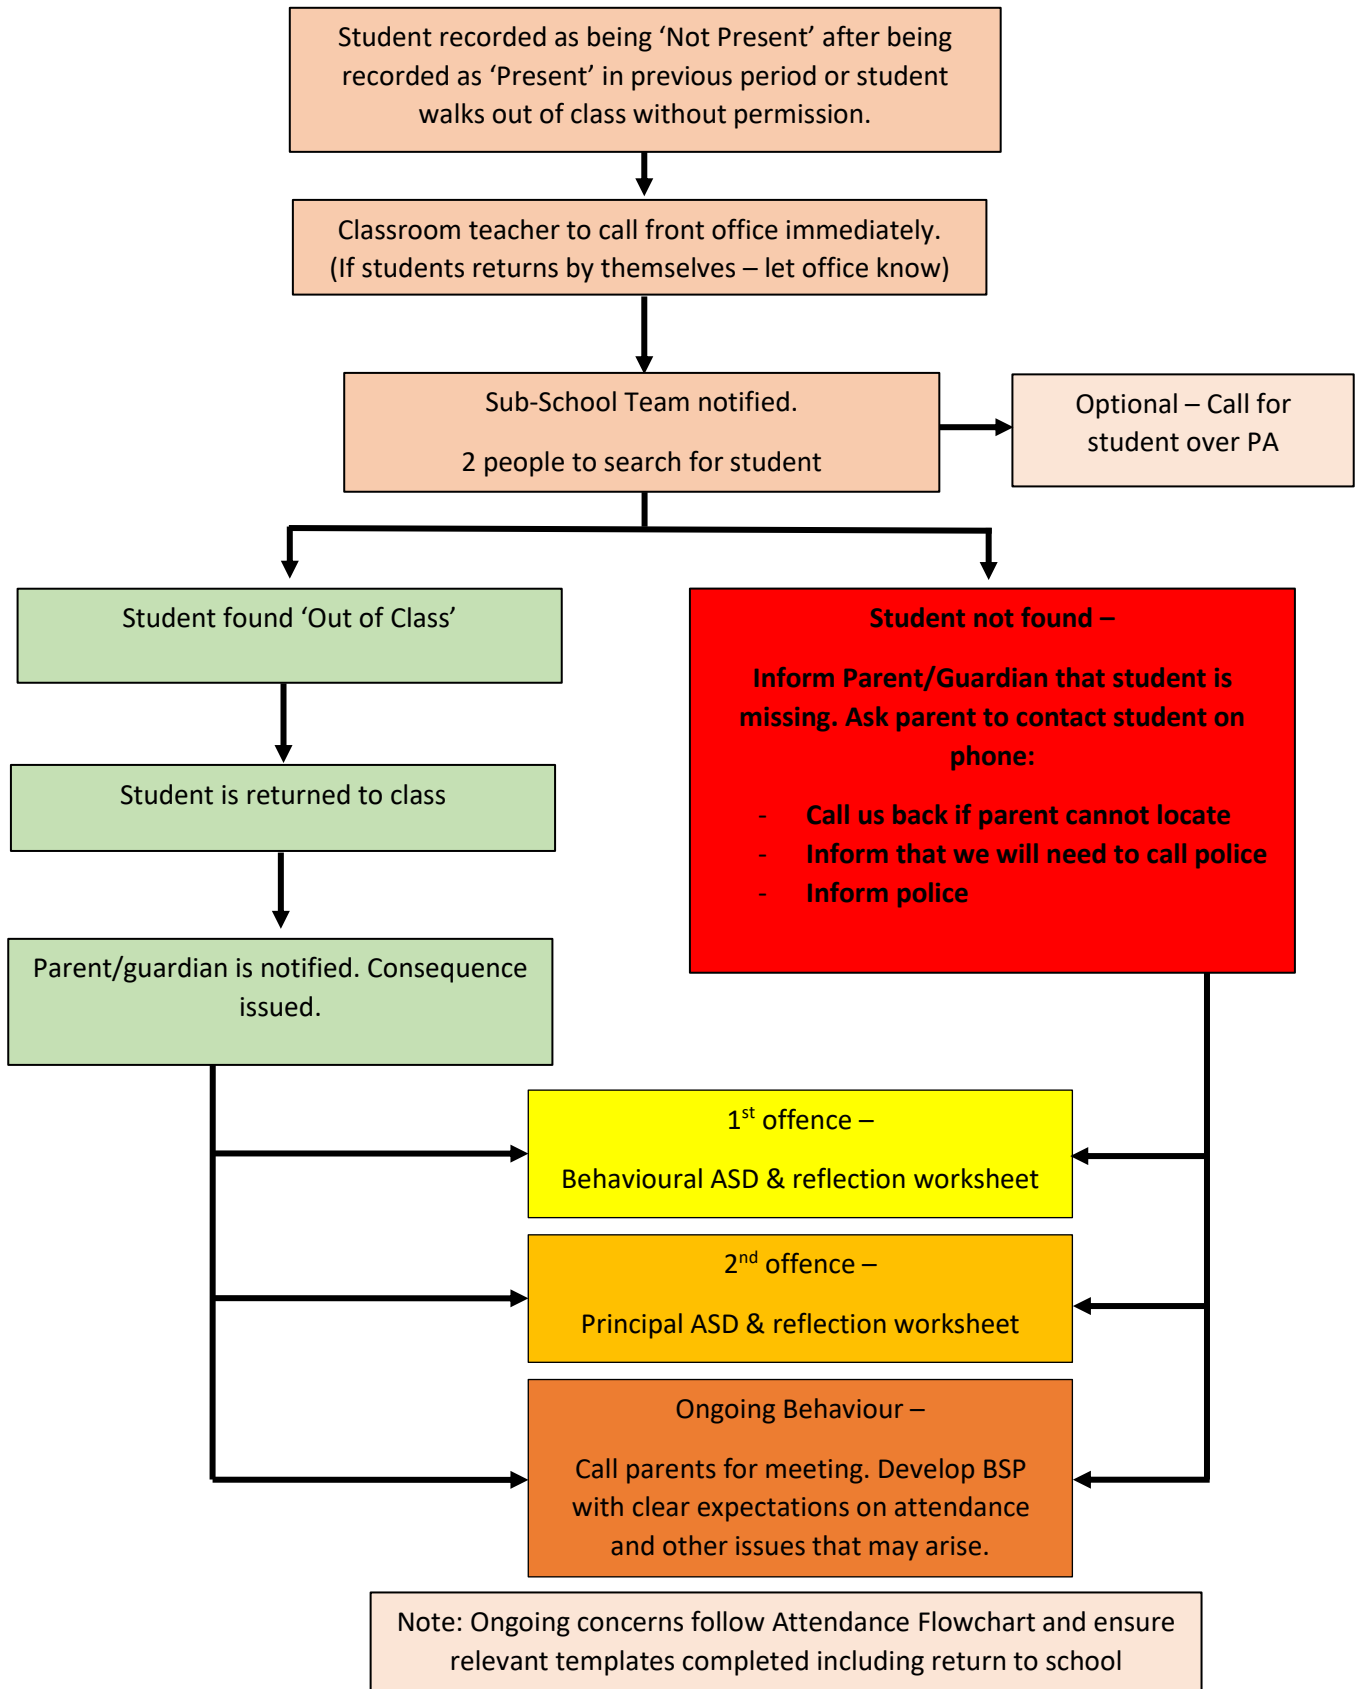 Student recorded as being ‘Not Present’ after being
recorded as ‘Present’ in previous period or student
walks out of class without permission.
Classroom teacher to call front office immediately.
(If students returns by themselves – let office know)
Sub-School Team notified.
2 people to search for student
Optional – Call for
student over PA
Student found ‘Out of Class’
Student is returned to class
Parent/guardian is notified. Consequence
issued.
Student not found –
Inform Parent/Guardian that student is
missing. Ask parent to contact student on
phone:
- Call us back if parent cannot locate
- Inform that we will need to call police
- Inform police
1st offence –
Behavioural ASD & reflection worksheet
2nd offence –
Principal ASD & reflection worksheet
Ongoing Behaviour –
Call parents for meeting. Develop BSP
with clear expectations on attendance
and other issues that may arise.
Note: Ongoing concerns follow Attendance Flowchart and ensure
relevant templates completed including return to school